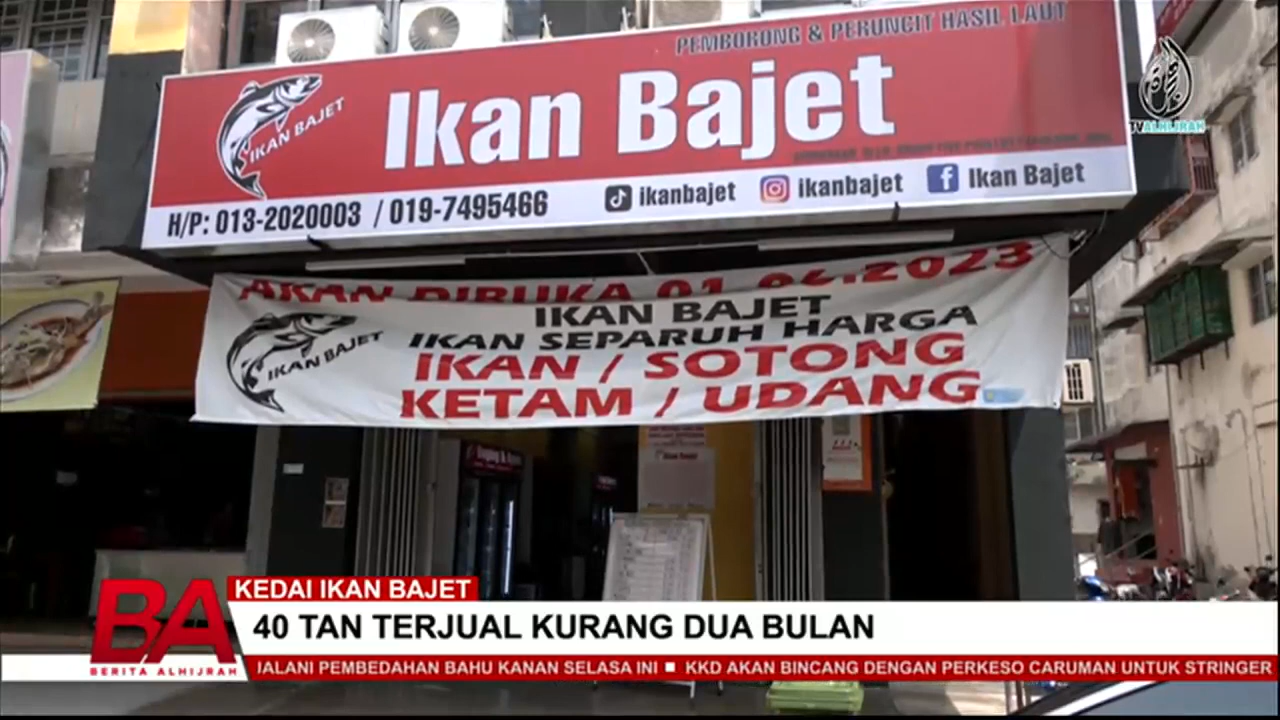 PEMBORONG & PERUNCIT HASIL LAUT
IKAN BAJET
Ikan Bajet
H/P: 013-2020003 / 019-7495466
ikanbajet
ikanbajet
Ikan Bajet
TV ALHIJRAH
AKAN DIBUKA 01.
2023
IKAN BAJET
IKAN SEPARUH HARGA
IKAN BAJET
IKAN / SOTONG
KETAM / UDANG
KEDAI IKAN BAJET
BA
BERITA ALHIJRAH
40 TAN TERJUAL KURANG DUA BULAN
JALANI PEMBEDAHAN BAHU KANAN SELASA INI ■ KKD AKAN BINCANG DENGAN PERKESO CARUMAN UNTUK STRINGER